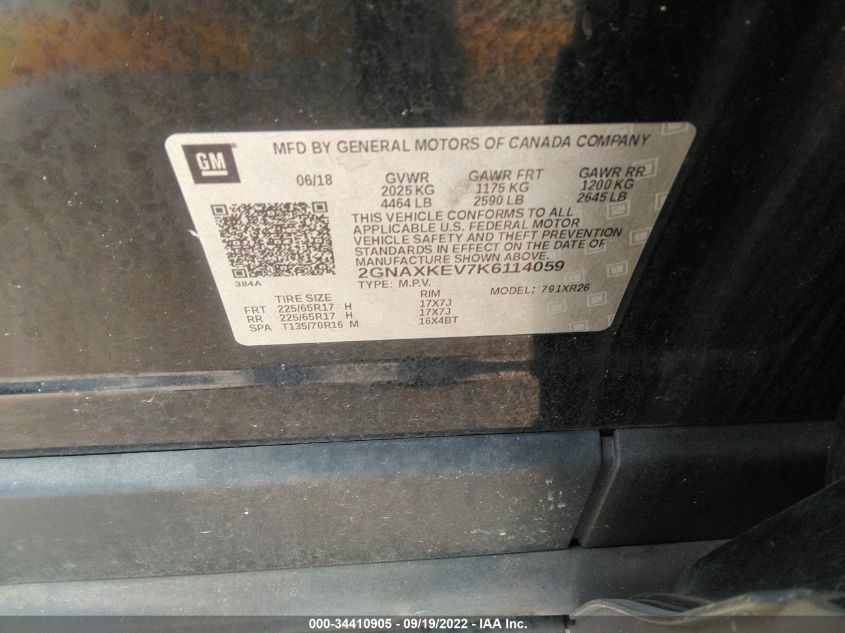 GM
MFD BY GENERAL MOTORS OF CANADA COMPANY
06/18 GVWR GAWR FRT GAWR RR
2025 KG 1175 KG 1200 KG
4464 LB 2590 LB 2645 LB
THIS VEHICLE CONFORMS TO ALL
APPLICABLE U.S. FEDERAL MOTOR
VEHICLE SAFETY AND THEFT PREVENTION
STANDARDS IN EFFECT ON THE DATE OF
MANUFACTURE SHOWN ABOVE.
2GNAXKEV7K6114059
384A TYPE: M.P.V. MODEL: 791XR26
TIRE SIZE RIM
FRT 225/65R17 H 17X7J
RR 225/65R17 H 17X7J
SPA T135/70R16 M 16X4BT
000-34410905 - 09/19/2022 - IAA Inc.